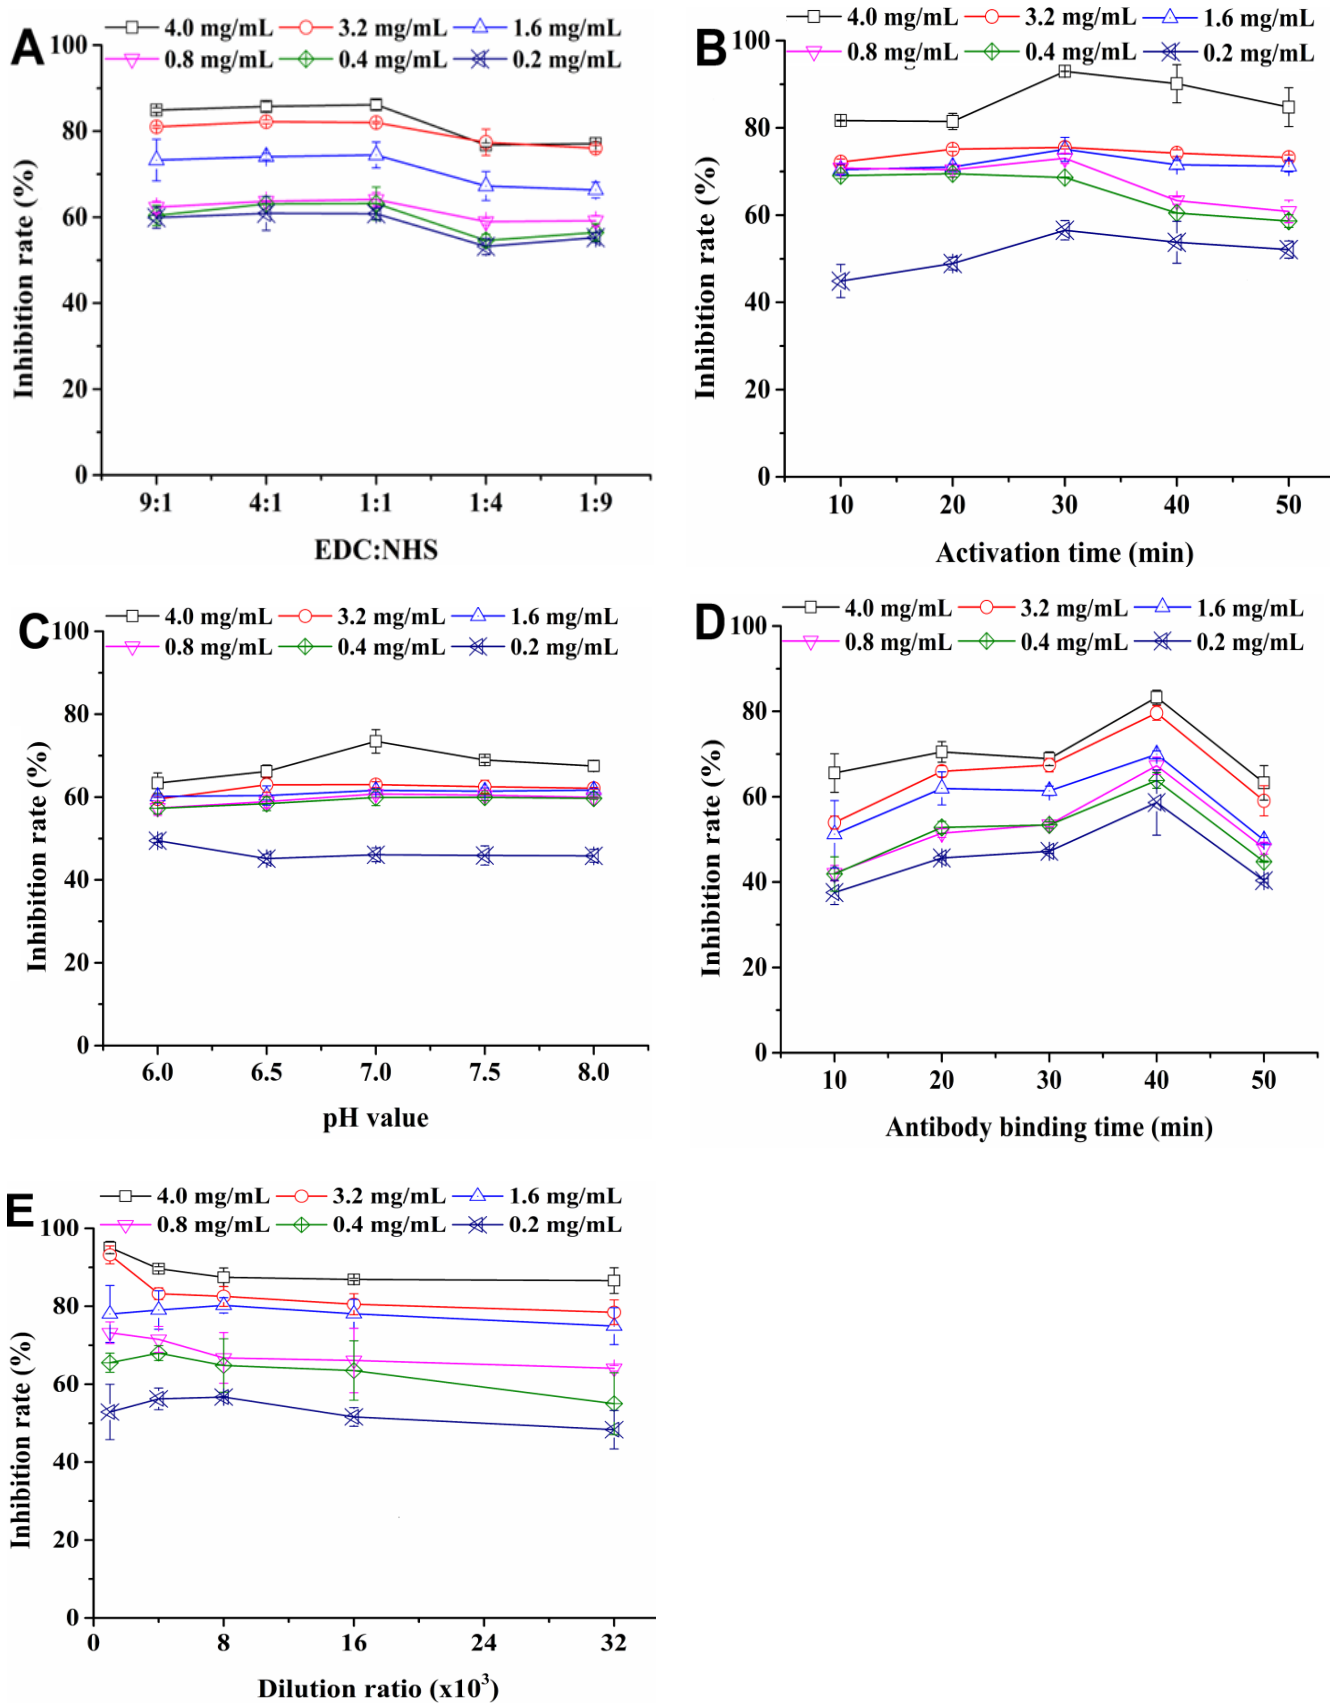 A
4.0 mg/mL 3.2 mg/mL 1.6 mg/mL
0.8 mg/mL 0.4 mg/mL 0.2 mg/mL
100
80
60
40
20
0
Inhibition rate (%)
9:1 4:1 1:1 1:4 1:9
EDC:NHS
B
4.0 mg/mL 3.2 mg/mL 1.6 mg/mL
0.8 mg/mL 0.4 mg/mL 0.2 mg/mL
100
80
60
40
20
0
Inhibition rate (%)
10 20 30 40 50
Activation time (min)
C
4.0 mg/mL 3.2 mg/mL 1.6 mg/mL
0.8 mg/mL 0.4 mg/mL 0.2 mg/mL
100
80
60
40
20
0
Inhibition rate (%)
6.0 6.5 7.0 7.5 8.0
pH value
D
4.0 mg/mL 3.2 mg/mL 1.6 mg/mL
0.8 mg/mL 0.4 mg/mL 0.2 mg/mL
100
80
60
40
20
0
Inhibition rate (%)
10 20 30 40 50
Antibody binding time (min)
E
4.0 mg/mL 3.2 mg/mL 1.6 mg/mL
0.8 mg/mL 0.4 mg/mL 0.2 mg/mL
100
80
60
40
20
0
Inhibition rate (%)
0 8 16 24 32
Dilution ratio (x10³)